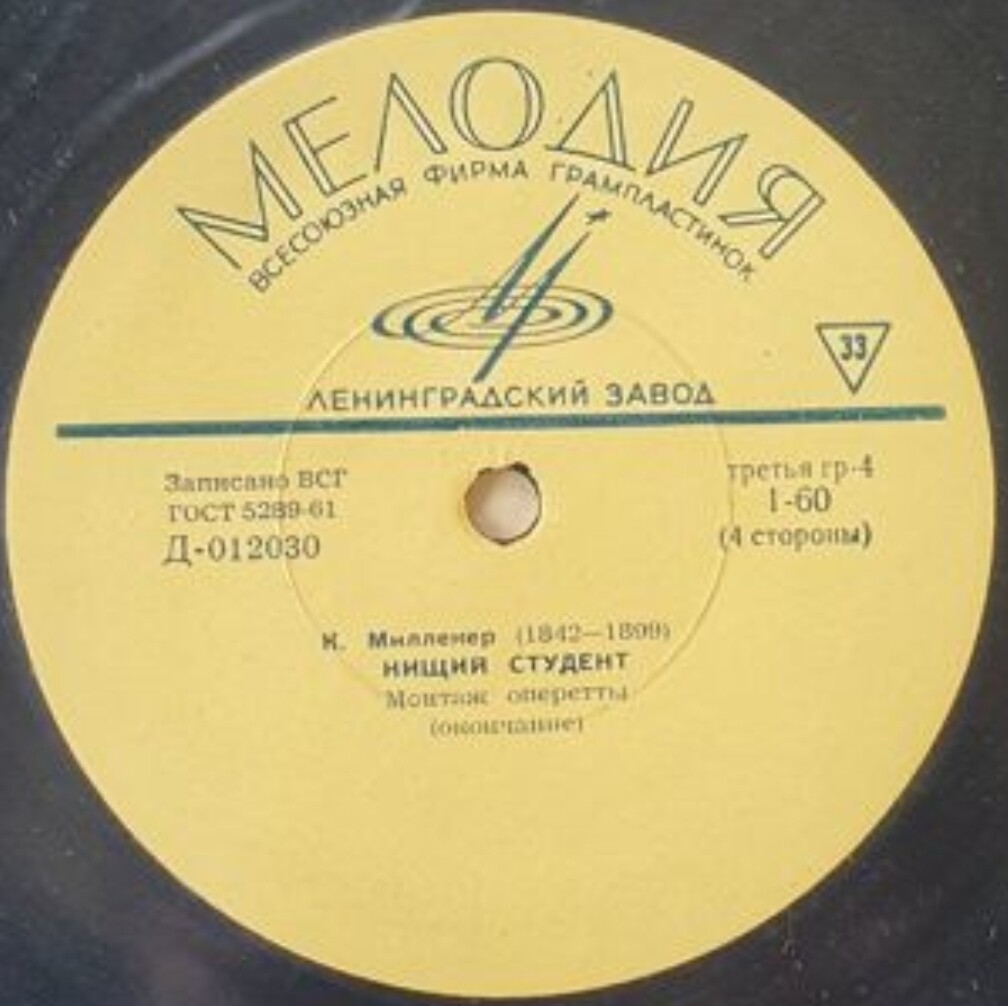 МЕЛОДИЯ
ВСЕСОЮЗНАЯ ФИРМА ГРАМПЛАСТИНОК
33
ЛЕНИНГРАДСКИЙ ЗАВОД
Записано ВСГ
ГОСТ 5289-61
Д-012030
третья гр-4
1-60
(4 стороны)
К. Миллекер (1842—1899)
НИЩИЙ СТУДЕНТ
Монтаж оперетты
(окончание)